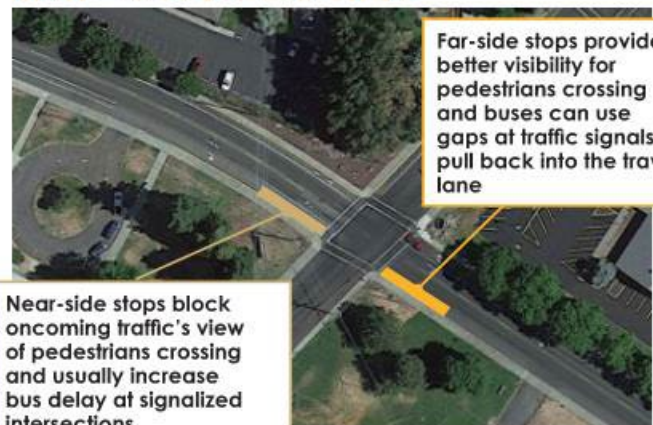 Far-side stops provide
better visibility for
pedestrians crossing
and buses can use
gaps at traffic signals
pull back into the trav
lane
Near-side stops block
oncoming traffic's view
of pedestrians crossing
and usually increase
bus delay at signalized
intersections